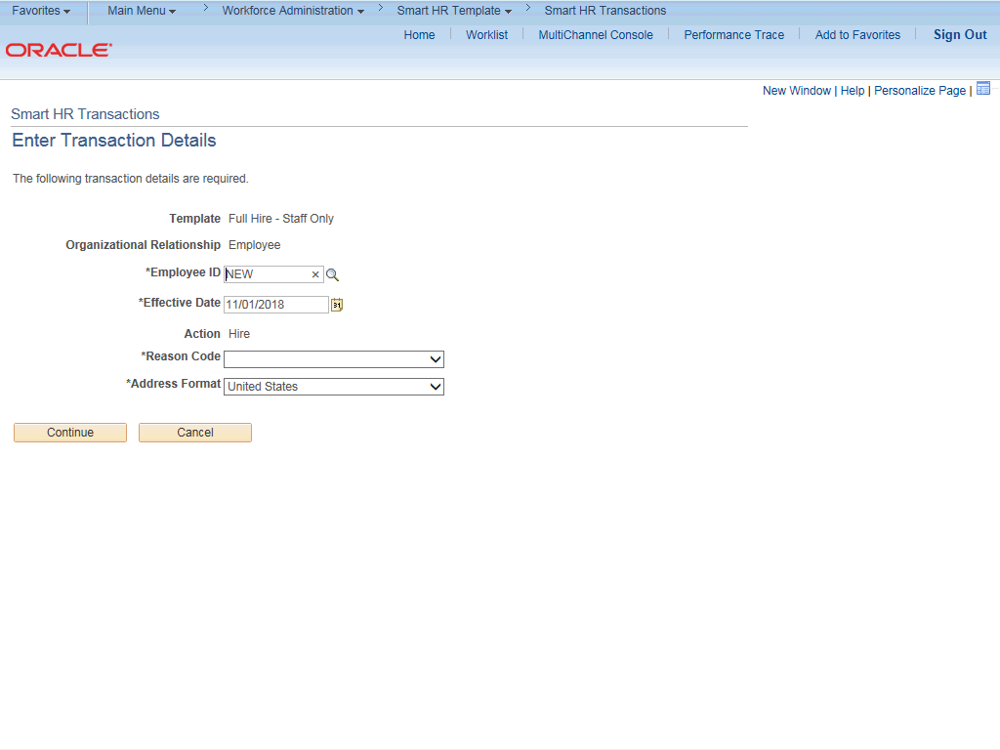 Favorites Main Menu > Workforce Administration > Smart HR Template > Smart HR Transactions
Home Worklist MultiChannel Console Performance Trace Add to Favorites Sign Out
ORACLE
New Window | Help | Personalize Page |
Smart HR Transactions
Enter Transaction Details
The following transaction details are required.
Template Full Hire - Staff Only
Organizational Relationship Employee
*Employee ID NEW ×
*Effective Date 11/01/2018 31
Action Hire
*Reason Code
*Address Format United States
Continue Cancel